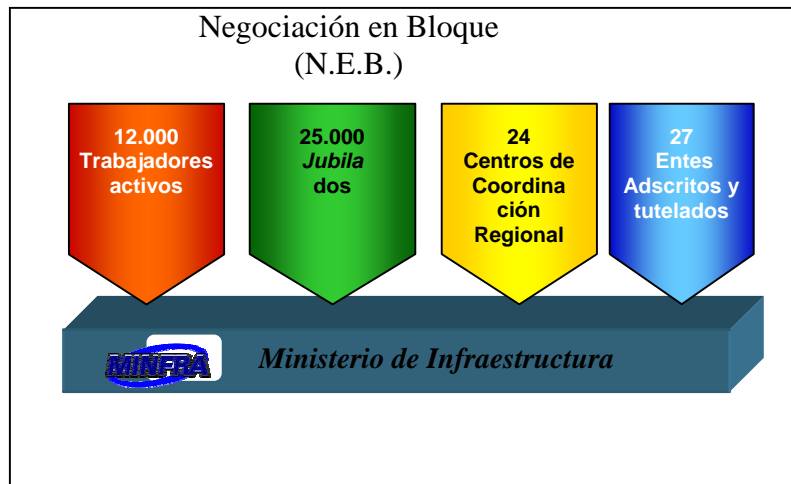 Negociación en Bloque
(N.E.B.)
12.000
Trabajadores
activos
25.000
Jubila
dos
24
Centros de
Coordina
ción
Regional
27
Entes
Adscritos y
tutelados
MINFRA
Ministerio de Infraestructura